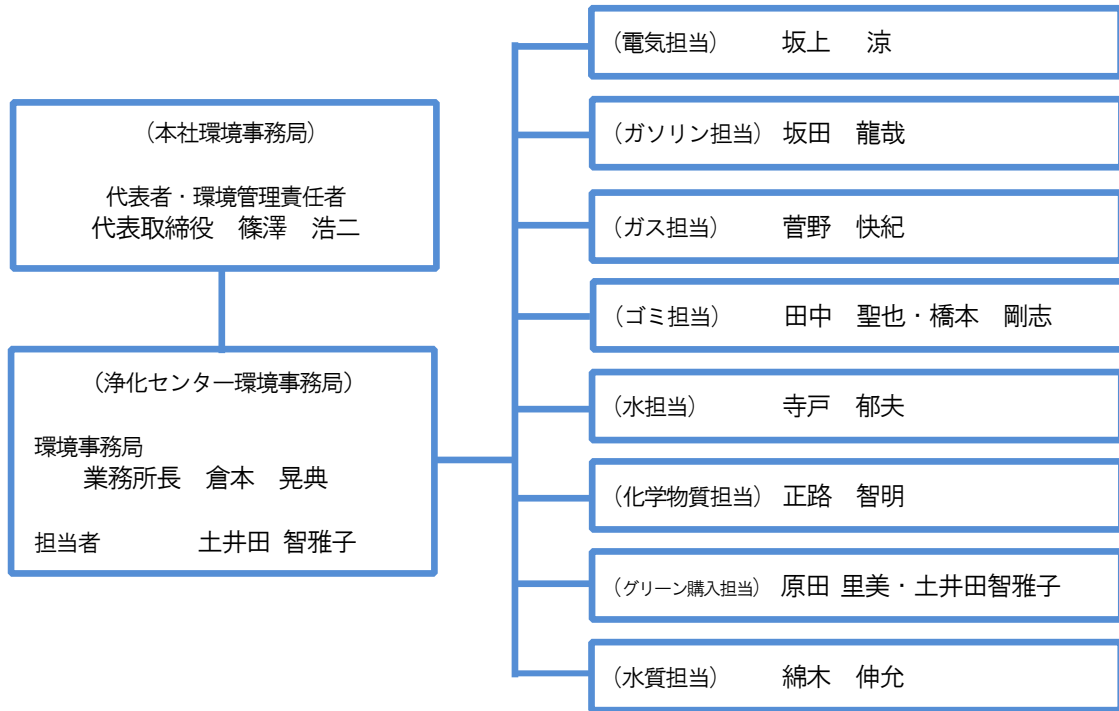 (本社環境事務局)
代表者・環境管理責任者
代表取締役 篠澤 浩二
(浄化センター環境事務局)
環境事務局
業務所長 倉本 晃典
担当者 土井田 智雅子
(電気担当) 坂上 涼
(ガソリン担当) 坂田 龍哉
(ガス担当) 菅野 快紀
(ゴミ担当) 田中 聖也・橋本 剛志
(水担当) 寺戸 郁夫
(化学物質担当) 正路 智明
(グリーン購入担当) 原田 里美・土井田智雅子
(水質担当) 綿木 伸允